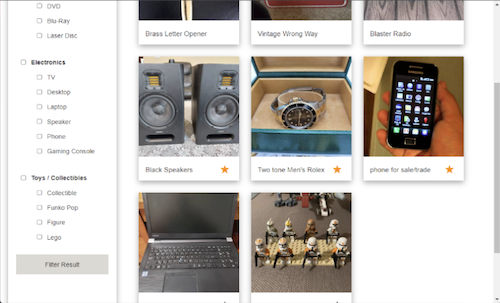 DVD
Blu-Ray
Laser Disc
Electronics
TV
Desktop
Laptop
Speaker
Phone
Gaming Console
Toys / Collectibles
Collectible
Funko Pop
Figure
Lego
Filter Result
Brass Letter Opener
Vintage Wrong Way
Blaster Radio
Black Speakers
Two tone Men's Rolex
phone for sale/trade